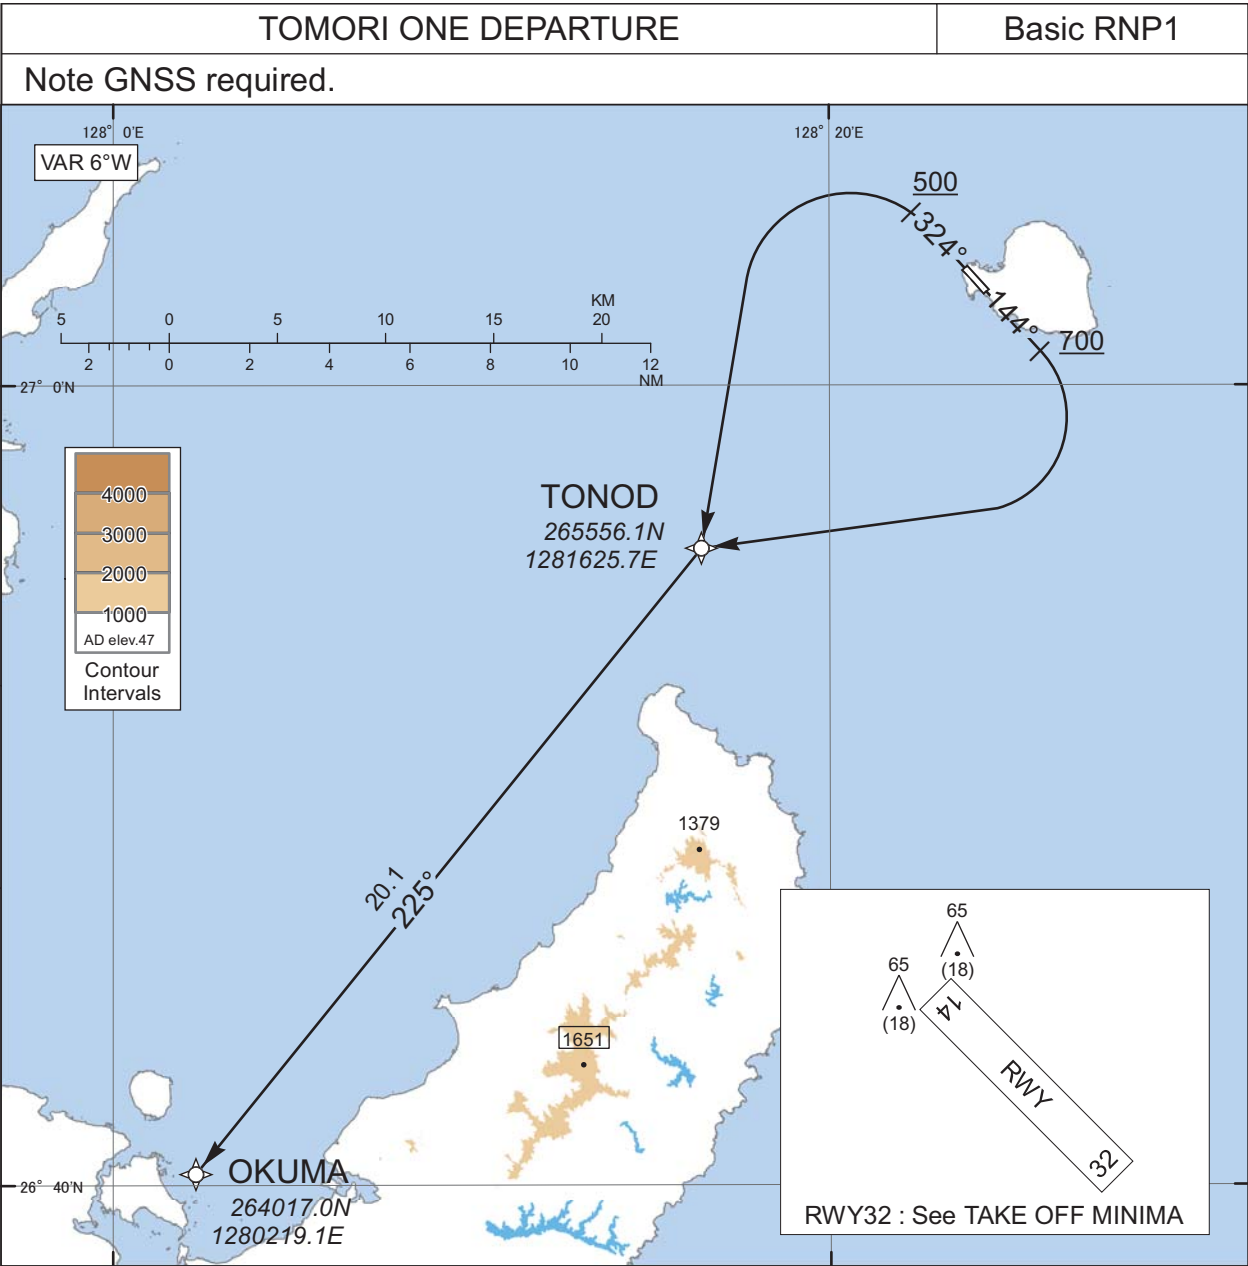 TOMORI ONE DEPARTURE
Basic RNP1
Note GNSS required.
128° 0'E
128° 20'E
VAR 6°W
500
324°
144°
700
KM
5 0 5 10 15 20
2 0 2 4 6 8 10 12
NM
27° 0'N
4000
3000
2000
1000
AD elev.47
Contour
Intervals
TONOD
265556.1N
1281625.7E
1379
20.1
225°
1651
65
(18)
65
(18)
14
RWY
32
RWY32 : See TAKE OFF MINIMA
OKUMA
264017.0N
1280219.1E
26° 40'N